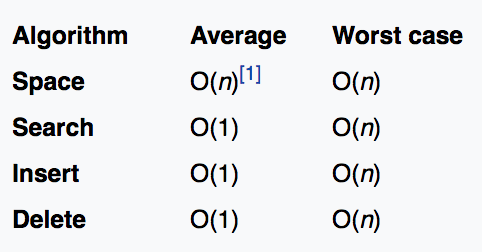 Algorithm Average Worst case
Space O(n)[1] O(n)
Search O(1) O(n)
Insert O(1) O(n)
Delete O(1) O(n)